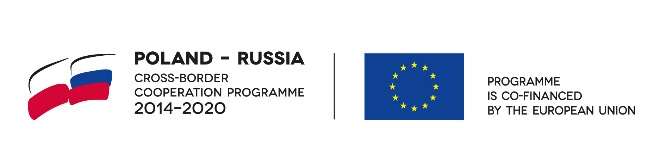 POLAND – RUSSIA
CROSS-BORDER
COOPERATION PROGRAMME
2014–2020
PROGRAMME
IS CO-FINANCED
BY THE EUROPEAN UNION